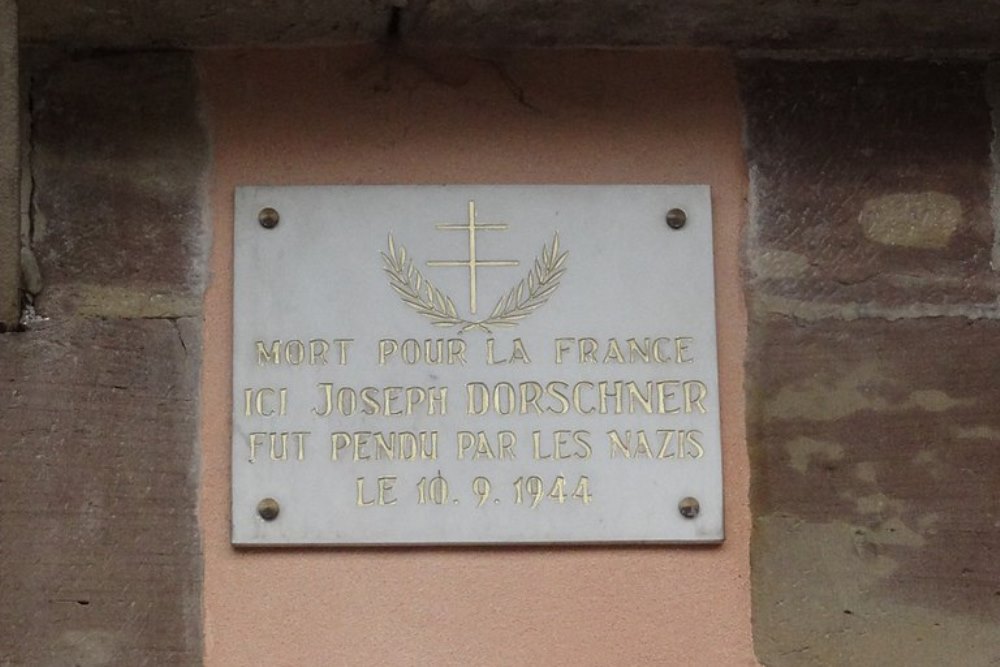 MORT POUR LA FRANCE
ICI JOSEPH DORSCHNER
FUT PENDU PAR LES NAZIS
LE 10. 9. 1944